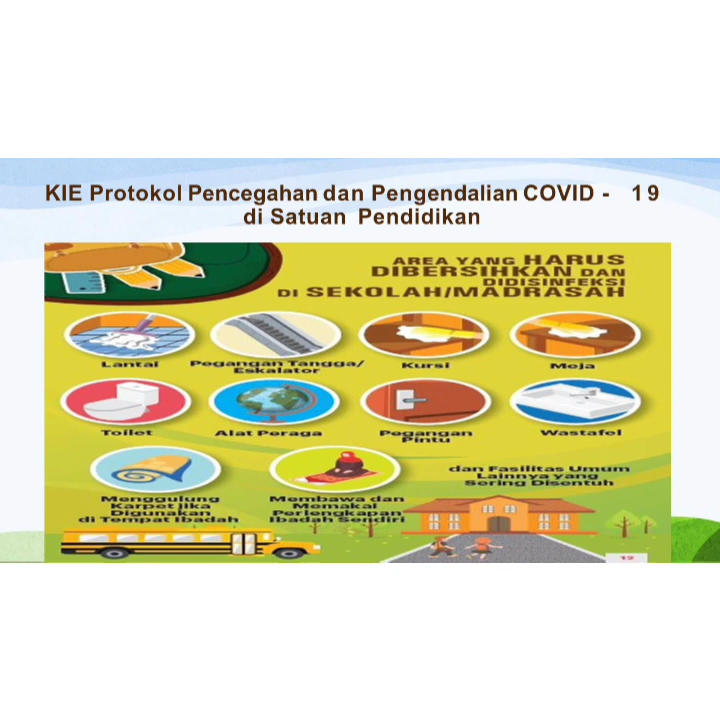 KIE Protokol Pencegahan dan Pengendalian COVID - 19
di Satuan Pendidikan
AREA YANG HARUS
DIBERSIHKAN DAN
DIDISINFEKSI
DI SEKOLAH/MADRASAH
Lantai
Pegangan Tangga/
Eskalator
Kursi
Meja
Toilet
Alat Peraga
Pegangan
Pintu
Wastafel
Menggulung
Karpet jika
Digunakan
di Tempat Ibadah
Membawa dan
Memakai
Perlengkapan
Ibadah Sendiri
dan Fasilitas Umum
Lainnya yang
Sering Disentuh
19